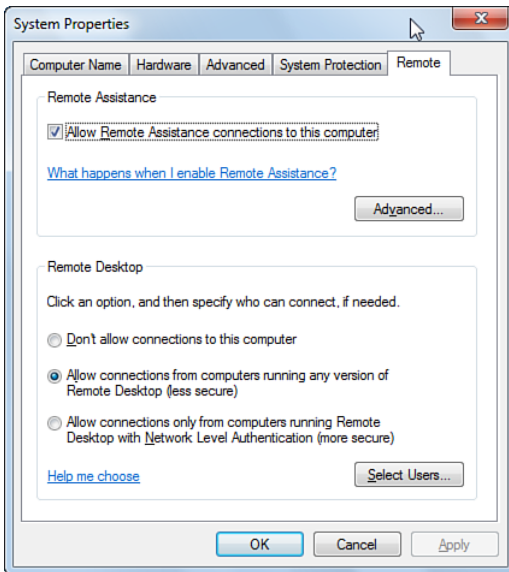 System Properties
Computer Name Hardware Advanced System Protection Remote
Remote Assistance
Allow Remote Assistance connections to this computer
What happens when I enable Remote Assistance?
Advanced...
Remote Desktop
Click an option, and then specify who can connect, if needed.
Don't allow connections to this computer
Allow connections from computers running any version of
Remote Desktop (less secure)
Allow connections only from computers running Remote
Desktop with Network Level Authentication (more secure)
Help me choose
Select Users...
OK Cancel Apply